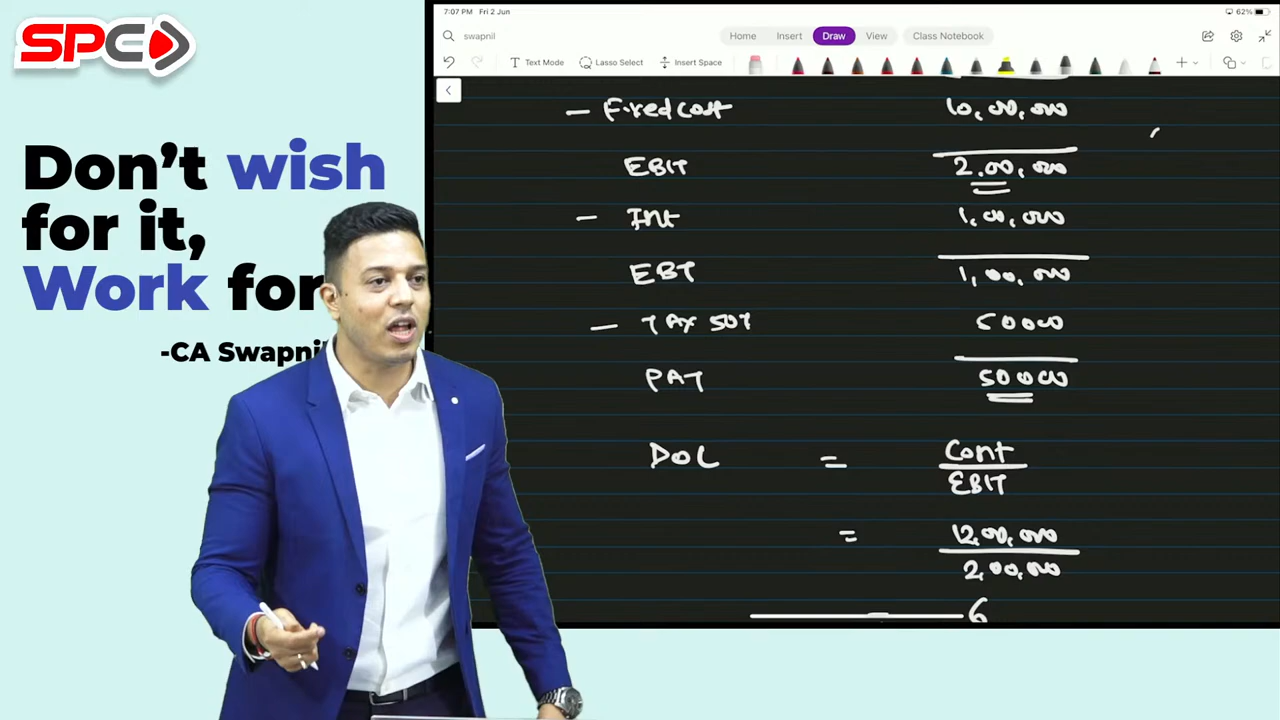 SPC
Don't wish
for it,
Work for
-CA Swapnil
7:07 PM Fri 2 Jun
62%
swapnil
Home Insert Draw View Class Notebook
Text Mode Lasso Select Insert Space
— Fixed Cost 10,00,000
EBIT 2,00,000
— Int 1,00,000
EBT 1,00,000
— TAX 50% 50000
PAT 50000
DOL = Cont
EBIT
= 12,00,000
2,00,000
6